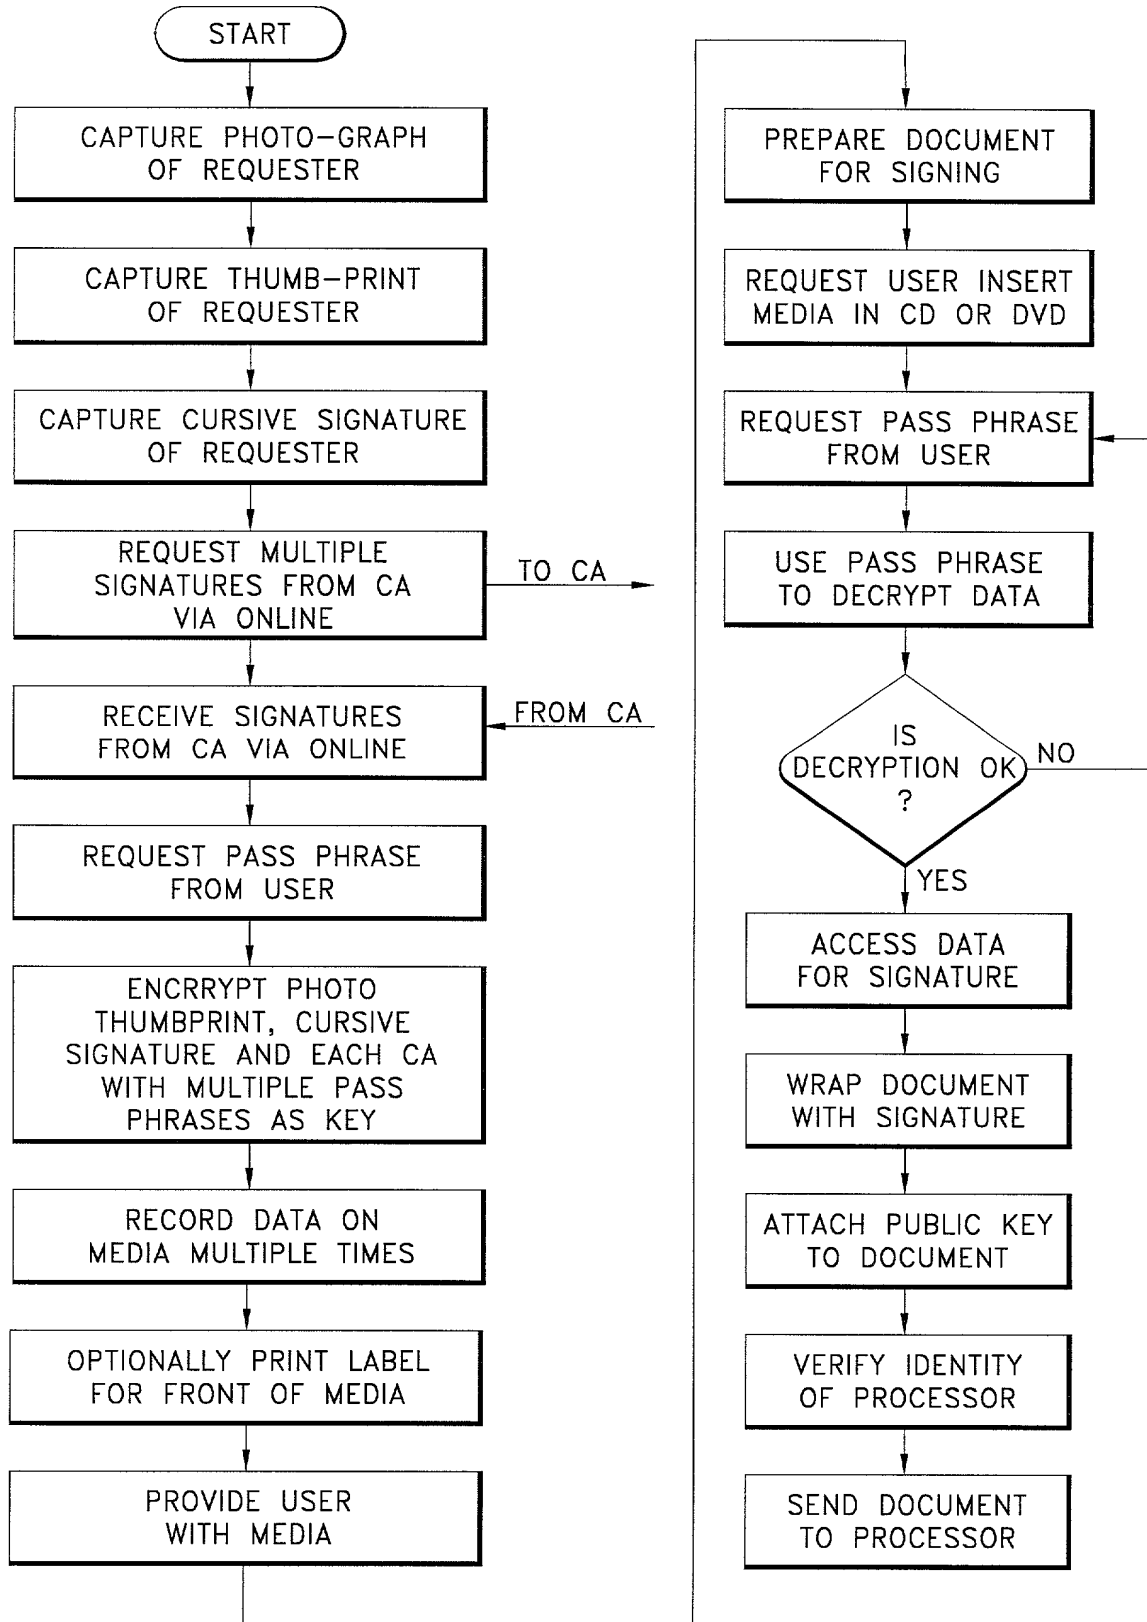 START
CAPTURE PHOTO-GRAPH
OF REQUESTER
CAPTURE THUMB-PRINT
OF REQUESTER
CAPTURE CURSIVE SIGNATURE
OF REQUESTER
REQUEST MULTIPLE
SIGNATURES FROM CA
VIA ONLINE
TO CA
RECEIVE SIGNATURES
FROM CA VIA ONLINE
FROM CA
REQUEST PASS PHRASE
FROM USER
ENCRRYPT PHOTO
THUMBPRINT, CURSIVE
SIGNATURE AND EACH CA
WITH MULTIPLE PASS
PHRASES AS KEY
RECORD DATA ON
MEDIA MULTIPLE TIMES
OPTIONALLY PRINT LABEL
FOR FRONT OF MEDIA
PROVIDE USER
WITH MEDIA
PREPARE DOCUMENT
FOR SIGNING
REQUEST USER INSERT
MEDIA IN CD OR DVD
REQUEST PASS PHRASE
FROM USER
USE PASS PHRASE
TO DECRYPT DATA
IS
DECRYPTION OK
?
NO
YES
ACCESS DATA
FOR SIGNATURE
WRAP DOCUMENT
WITH SIGNATURE
ATTACH PUBLIC KEY
TO DOCUMENT
VERIFY IDENTITY
OF PROCESSOR
SEND DOCUMENT
TO PROCESSOR